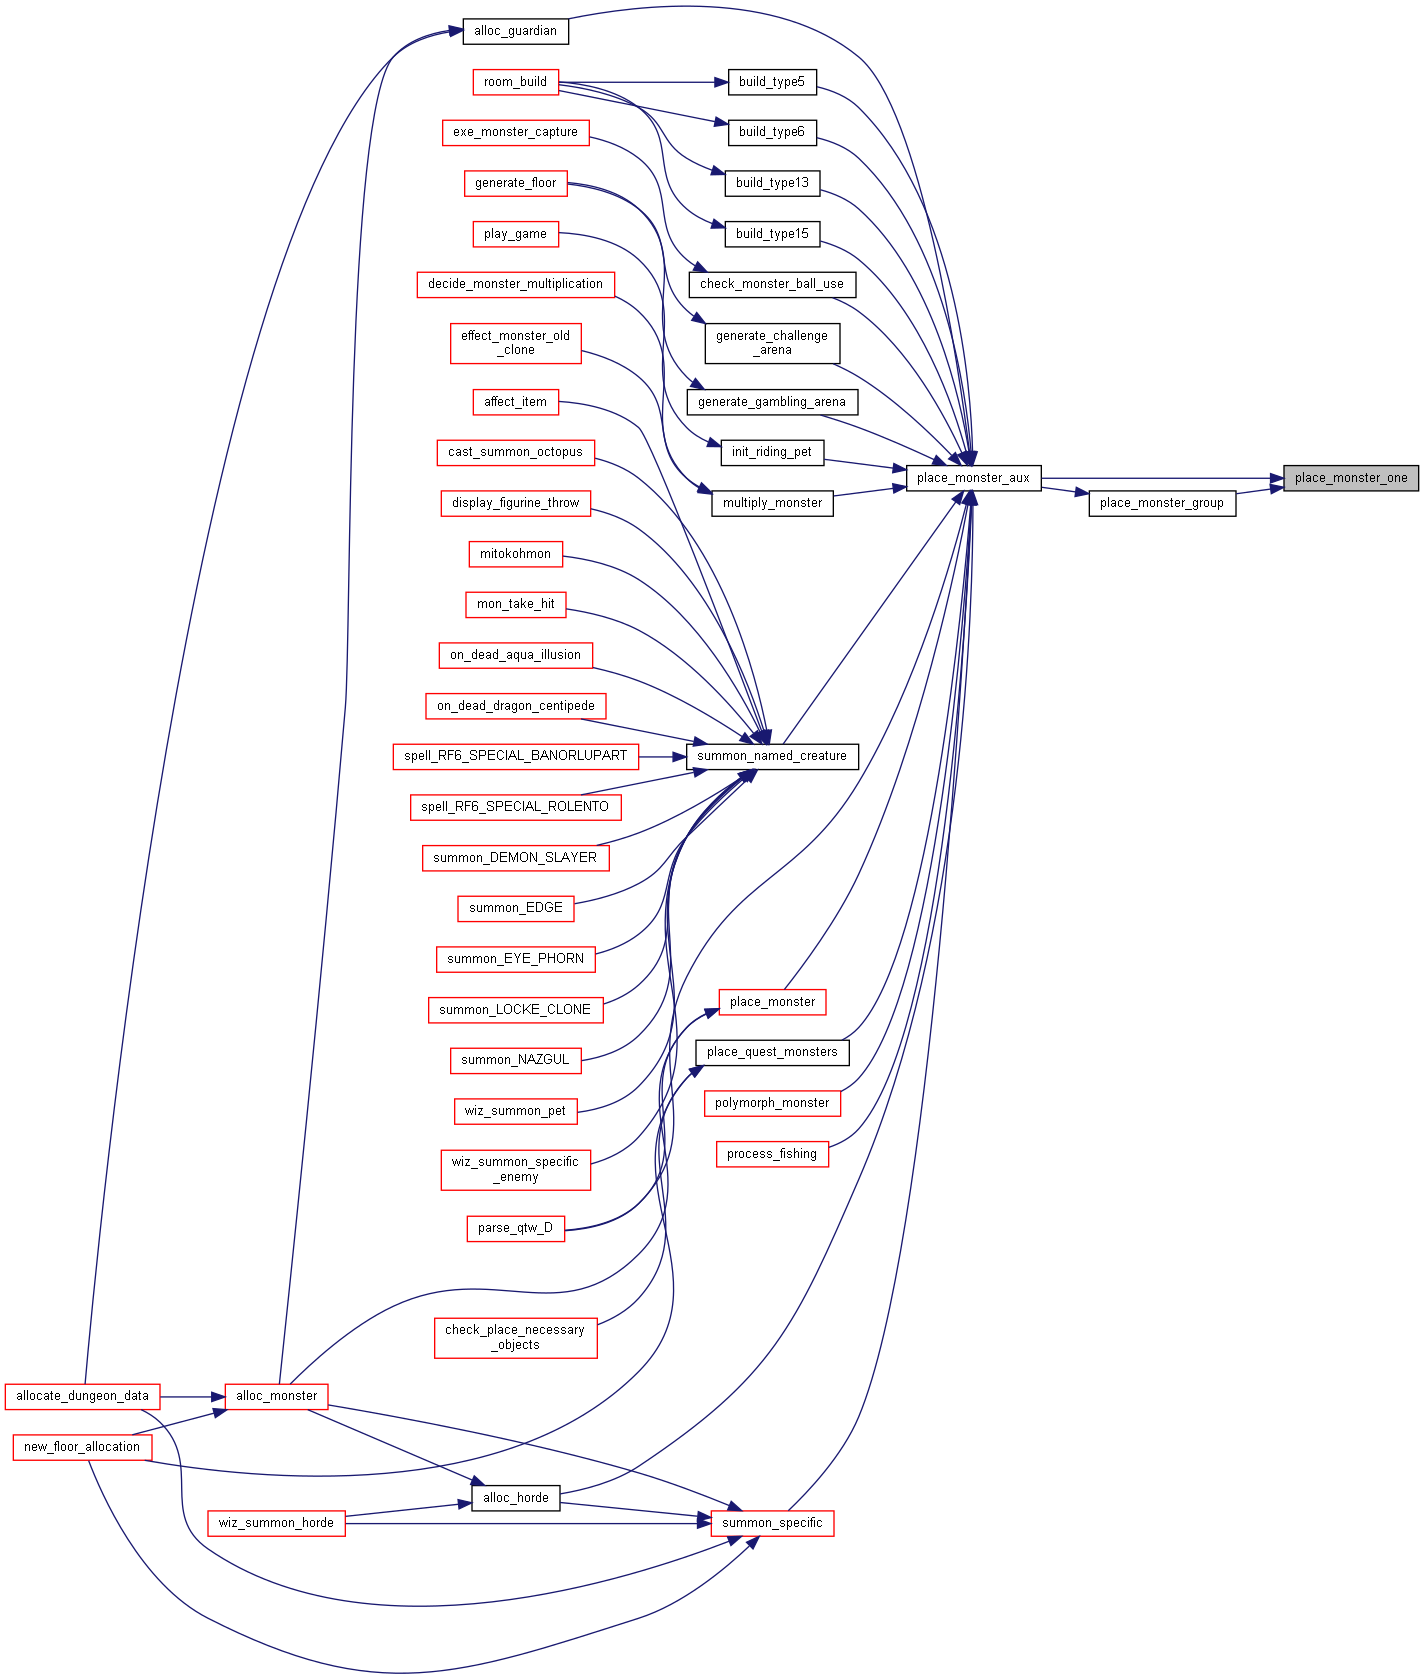 alloc_guardian
room_build
build_type5
exe_monster_capture
build_type6
generate_floor
build_type13
play_game
build_type15
decide_monster_multiplication
check_monster_ball_use
effect_monster_old
_clone
generate_challenge
_arena
affect_item
generate_gambling_arena
cast_summon_octopus
init_riding_pet
place_monster_aux
place_monster_one
display_figurine_throw
multiply_monster
place_monster_group
mitokohmon
mon_take_hit
on_dead_aqua_illusion
on_dead_dragon_centipede
spell_RF6_SPECIAL_BANORLUPART
summon_named_creature
spell_RF6_SPECIAL_ROLENTO
summon_DEMON_SLAYER
summon_EDGE
summon_EYE_PHORN
summon_LOCKE_CLONE
place_monster
summon_NAZGUL
place_quest_monsters
wiz_summon_pet
polymorph_monster
wiz_summon_specific
_enemy
process_fishing
parse_qtw_D
check_place_necessary
_objects
allocate_dungeon_data
alloc_monster
new_floor_allocation
alloc_horde
wiz_summon_horde
summon_specific